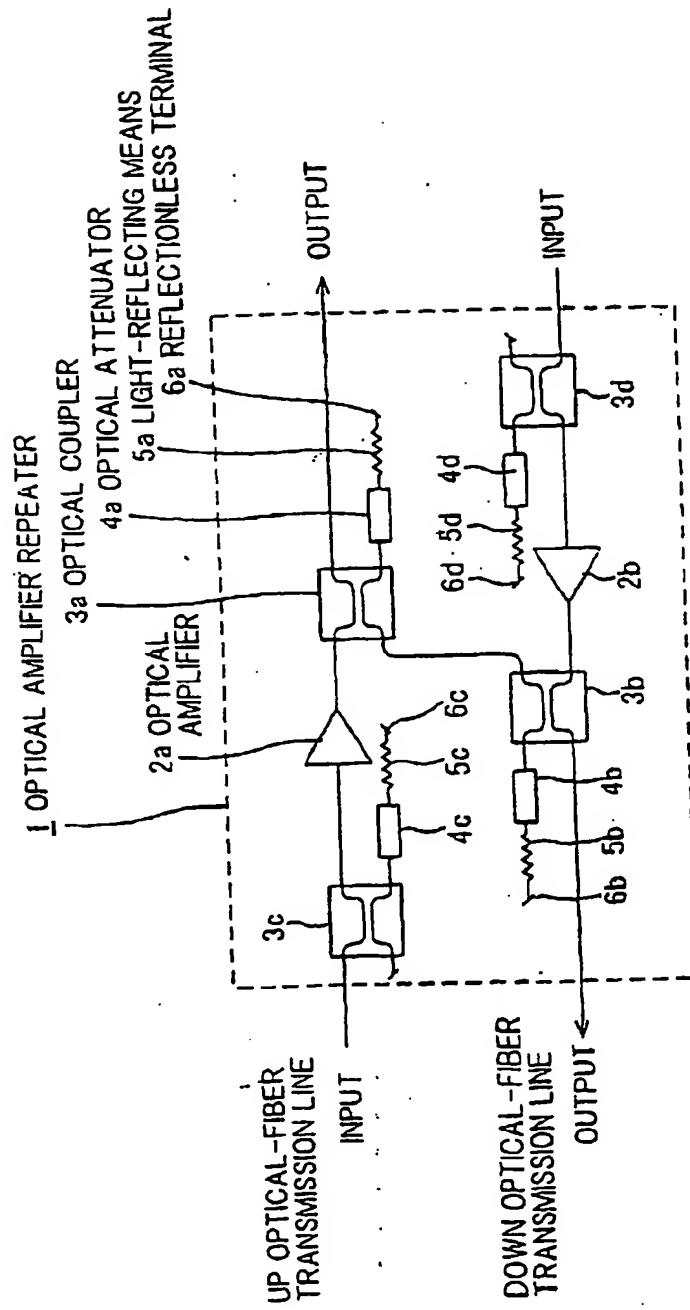 1 OPTICAL AMPLIFIER REPEATER
3a OPTICAL COUPLER
4a OPTICAL ATTENUATOR
5a LIGHT-REFLECTING MEANS
6a REFLECTIONLESS TERMINAL
2a OPTICAL
AMPLIFIER
OUTPUT
UP OPTICAL-FIBER
TRANSMISSION LINE
INPUT
3c
4c
5c
6c
INPUT
3d
4d
5d
6d
2b
3b
4b
5b
6b
DOWN OPTICAL-FIBER
TRANSMISSION LINE
OUTPUT